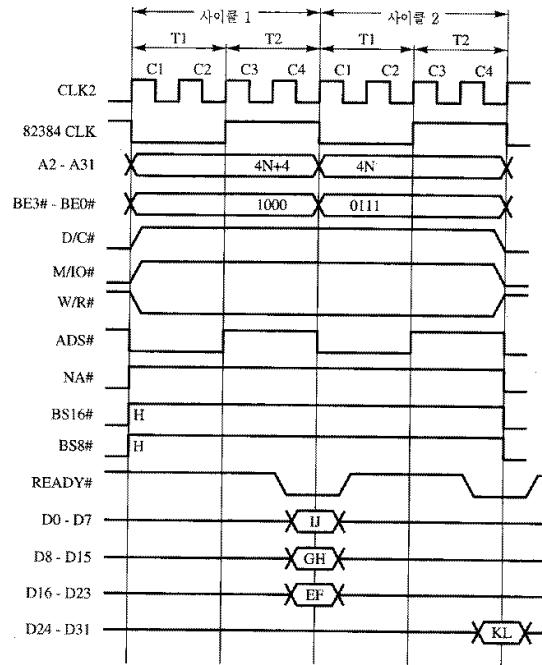 사이클 1 사이클 2
T1 T2 T1 T2
C1 C2 C3 C4 C1 C2 C3 C4
CLK2
82384 CLK
A2 - A31 4N+4 4N
BE3# - BE0# 1000 0111
D/C#
M/IO#
W/R#
ADS#
NA#
BS16# H
BS8# H
READY#
D0 - D7 IJ
D8 - D15 GH
D16 - D23 EF
D24 - D31 KL